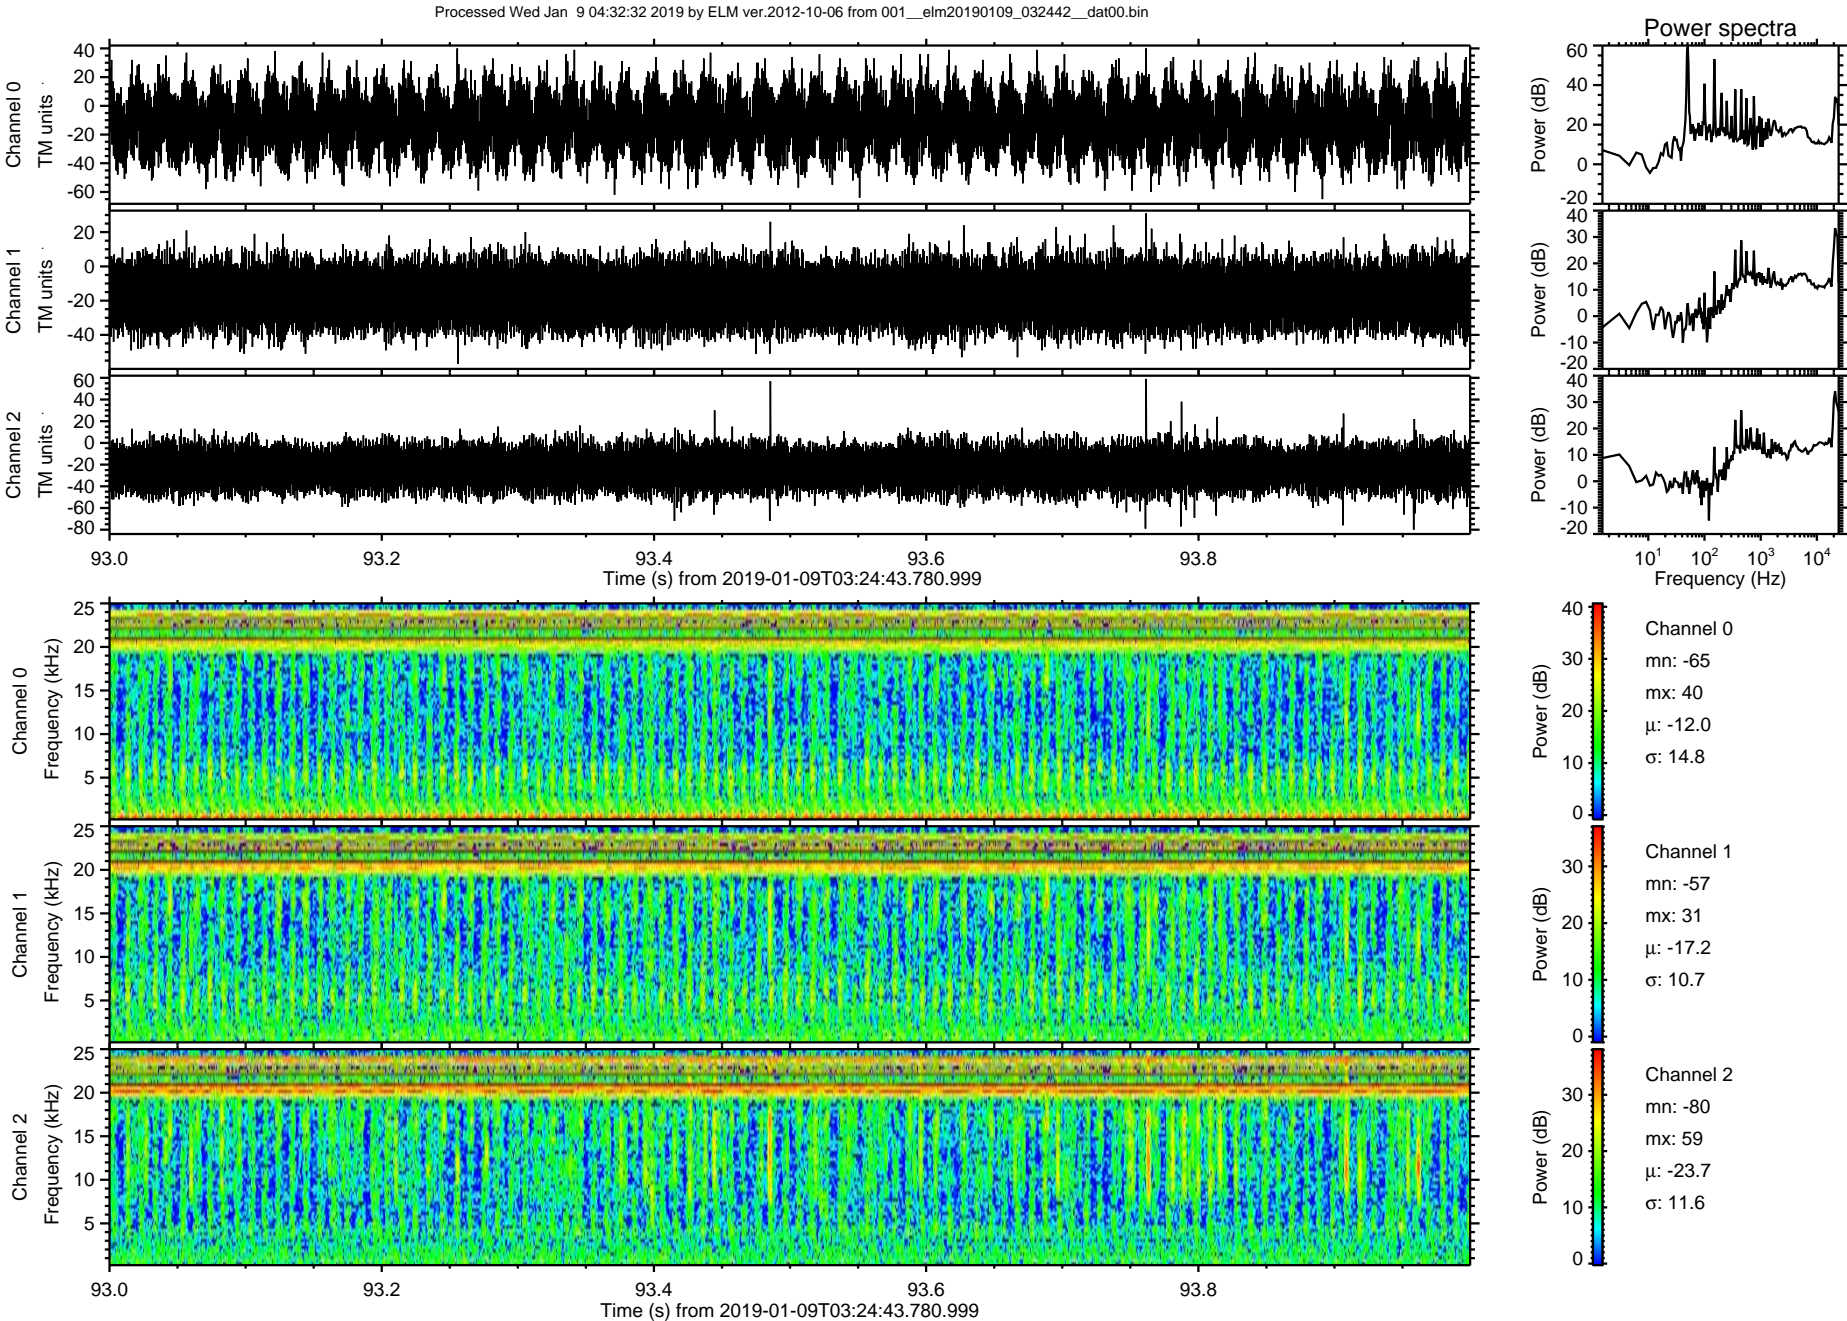 Processed Wed Jan  9 04:32:32 2019 by ELM ver.2012-10-06 from 001__elm20190109_032442__dat00.bin
Power spectra
Channel 0
TM units
40
20
0
-20
-40
-60
Power (dB)
60
40
20
0
-20
Channel 1
TM units
20
0
-20
-40
Power (dB)
40
30
20
10
0
-10
-20
Channel 2
TM units
60
40
20
0
-20
-40
-60
-80
Power (dB)
40
30
20
10
0
-10
-20
93.0 93.2 93.4 93.6 93.8
Time (s) from 2019-01-09T03:24:43.780.999
10^1 10^2 10^3 10^4
Frequency (Hz)
Channel 0
Frequency (kHz)
25
20
15
10
5
Power (dB)
40
30
20
10
0
Channel 0
mn: -65
mx: 40
μ: -12.0
σ: 14.8
Channel 1
Frequency (kHz)
25
20
15
10
5
Power (dB)
30
20
10
0
Channel 1
mn: -57
mx: 31
μ: -17.2
σ: 10.7
Channel 2
Frequency (kHz)
25
20
15
10
5
Power (dB)
30
20
10
0
Channel 2
mn: -80
mx: 59
μ: -23.7
σ: 11.6
93.0 93.2 93.4 93.6 93.8
Time (s) from 2019-01-09T03:24:43.780.999